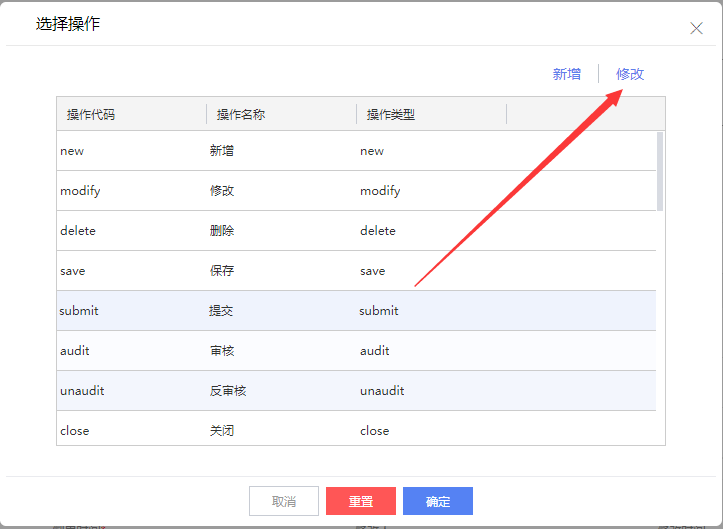 选择操作
新增 修改
操作代码 操作名称 操作类型
new 新增 new
modify 修改 modify
delete 删除 delete
save 保存 save
submit 提交 submit
audit 审核 audit
unaudit 反审核 unaudit
close 关闭 close
取消 重置 确定